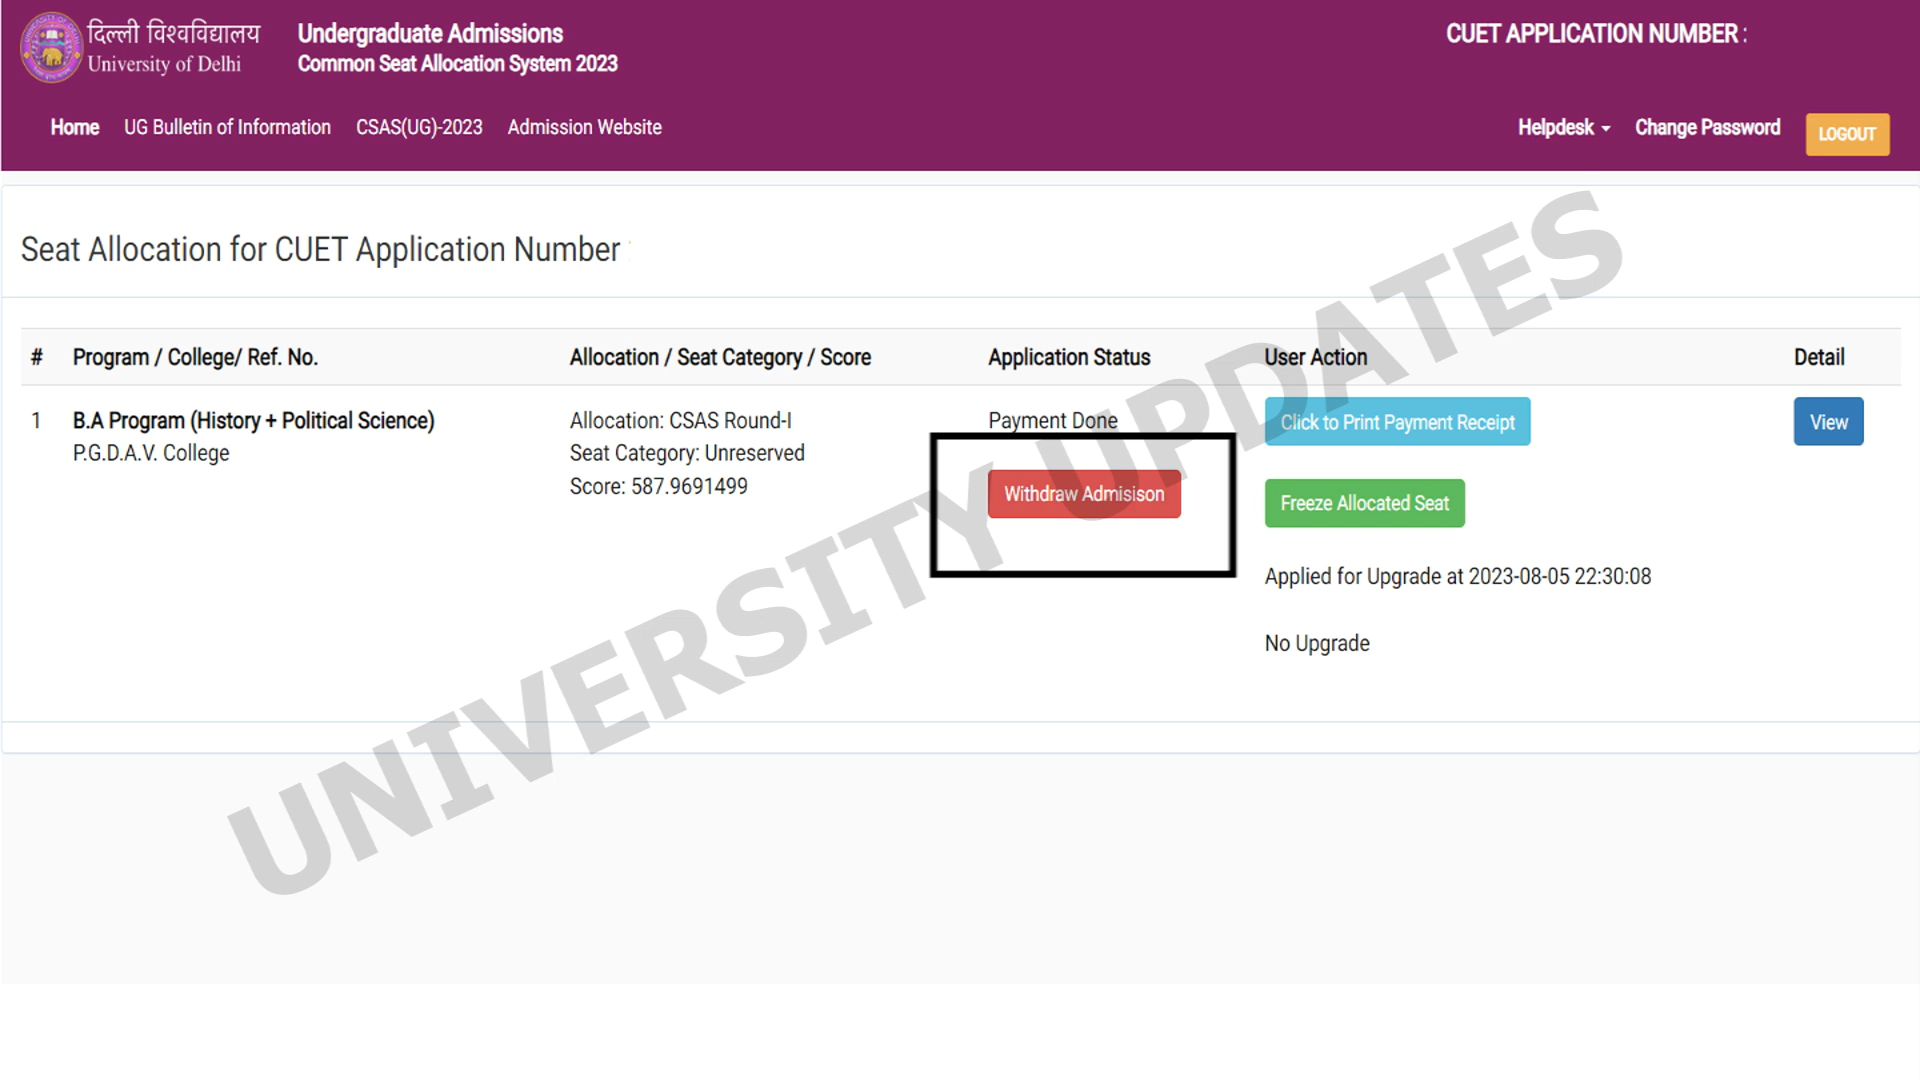 दिल्ली विश्वविद्यालय
University of Delhi
Undergraduate Admissions
Common Seat Allocation System 2023
CUET APPLICATION NUMBER :
Home UG Bulletin of Information CSAS(UG)-2023 Admission Website
Helpdesk Change Password LOGOUT
Seat Allocation for CUET Application Number
# Program / College/ Ref. No. Allocation / Seat Category / Score Application Status User Action Detail
1 B.A Program (History + Political Science) Allocation: CSAS Round-I Payment Done Click to Print Payment Receipt View
P.G.D.A.V. College Seat Category: Unreserved
Score: 587.9691499 Withdraw Admisison Freeze Allocated Seat
Applied for Upgrade at 2023-08-05 22:30:08
No Upgrade
UNIVERSITY UPDATES